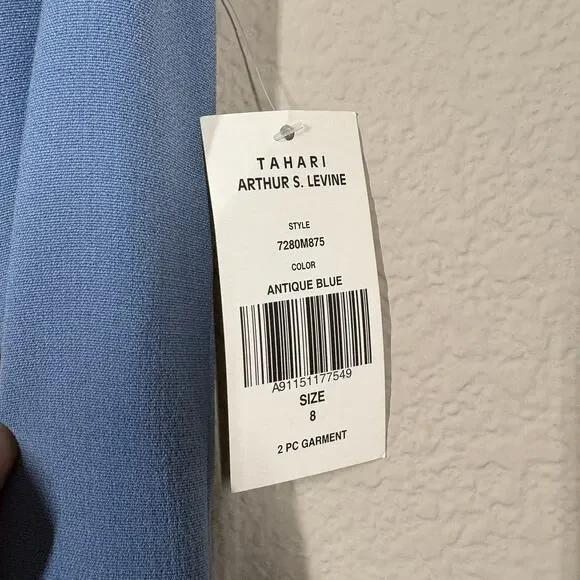 TAHARI
ARTHUR S. LEVINE
STYLE
7280M875
COLOR
ANTIQUE BLUE
A91151177549
SIZE
8
2 PC GARMENT